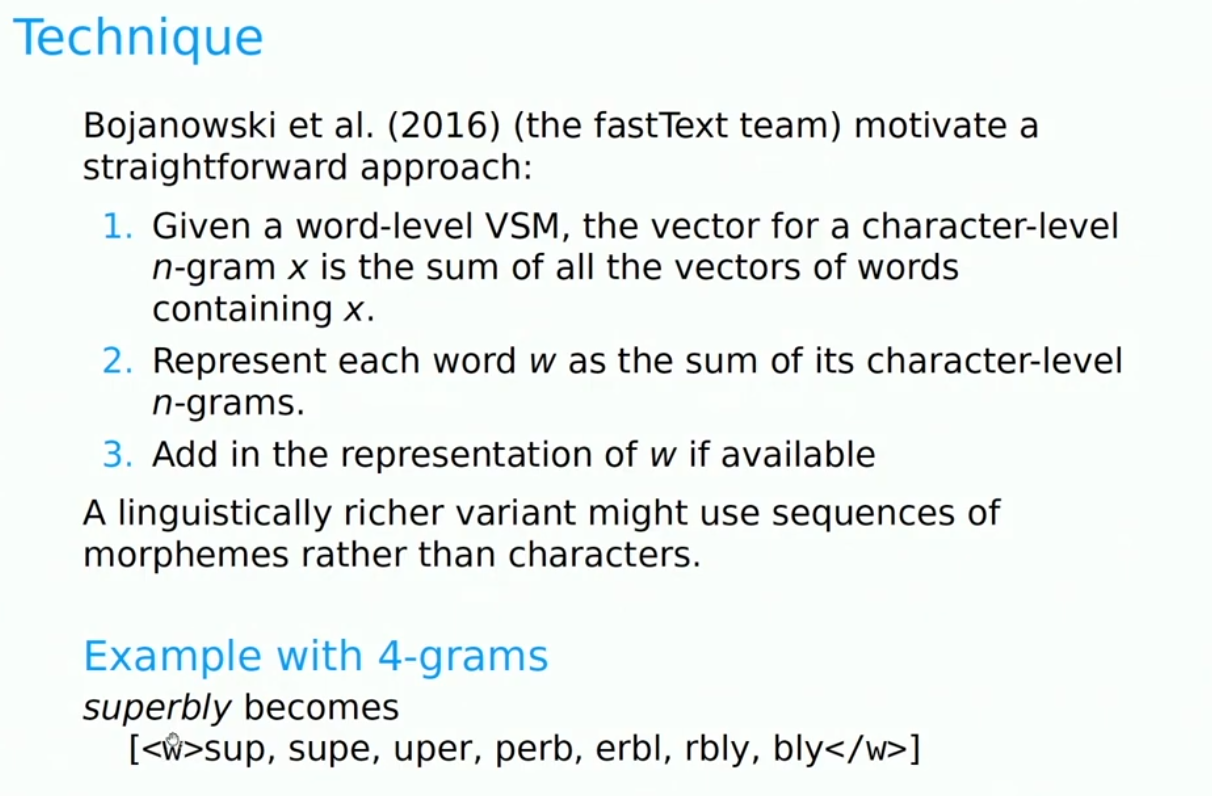 Technique
Bojanowski et al. (2016) (the fastText team) motivate a
straightforward approach:
1. Given a word-level VSM, the vector for a character-level
n-gram x is the sum of all the vectors of words
containing x.
2. Represent each word w as the sum of its character-level
n-grams.
3. Add in the representation of w if available
A linguistically richer variant might use sequences of
morphemes rather than characters.
Example with 4-grams
superbly becomes
[<w>sup, supe, uper, perb, erbl, rbly, bly</w>]